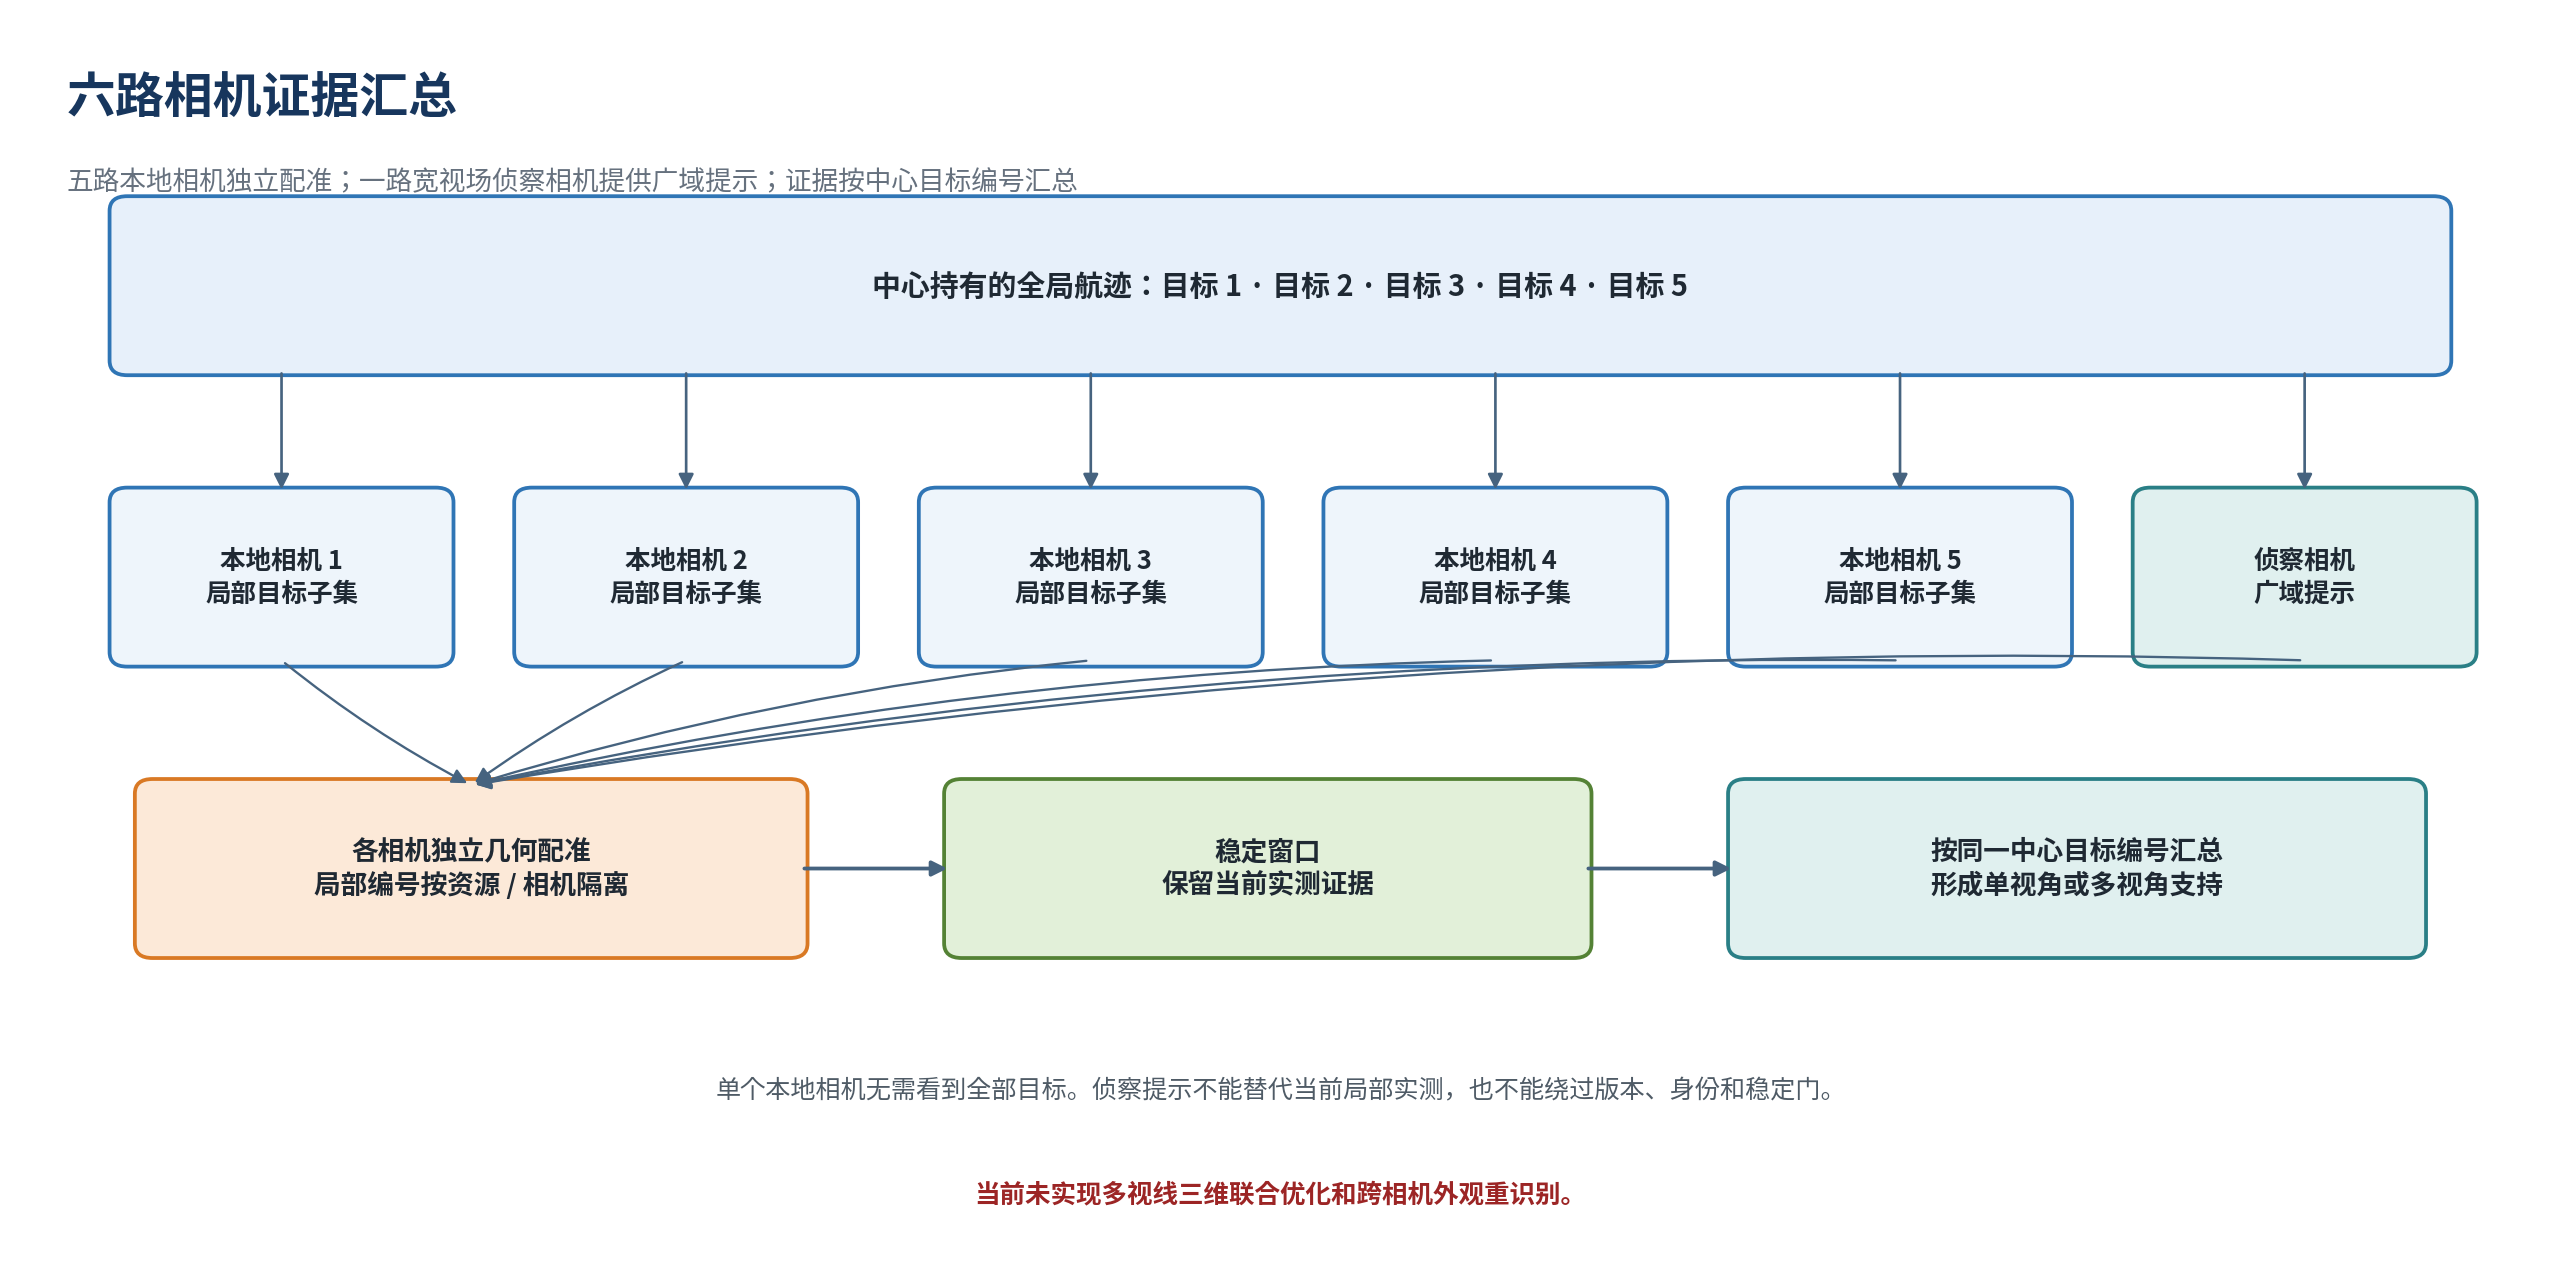 六路相机证据汇总
五路本地相机独立配准；一路宽视场侦察相机提供广域提示；证据按中心目标编号汇总
中心持有的全局航迹：目标 1 · 目标 2 · 目标 3 · 目标 4 · 目标 5
本地相机 1
局部目标子集
本地相机 2
局部目标子集
本地相机 3
局部目标子集
本地相机 4
局部目标子集
本地相机 5
局部目标子集
侦察相机
广域提示
各相机独立几何配准
局部编号按资源 / 相机隔离
稳定窗口
保留当前实测证据
按同一中心目标编号汇总
形成单视角或多视角支持
单个本地相机无需看到全部目标。侦察提示不能替代当前局部实测，也不能绕过版本、身份和稳定门。
当前未实现多视线三维联合优化和跨相机外观重识别。